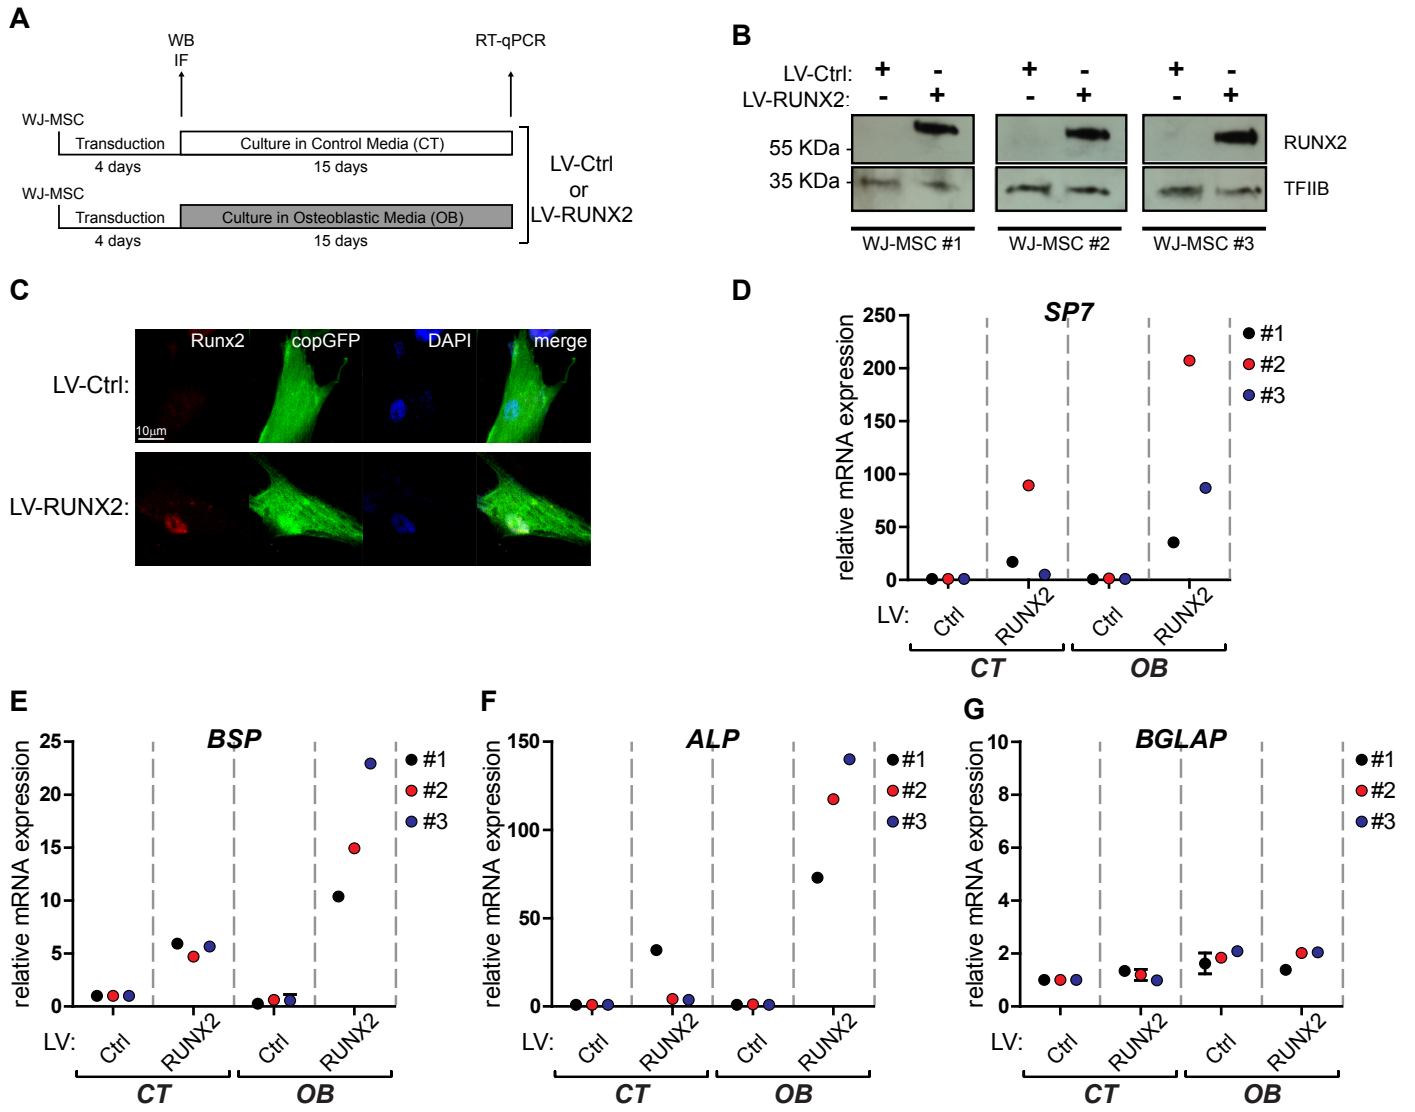 A
WB
IF
RT-qPCR
WJ-MSC
Transduction
Culture in Control Media (CT)
4 days
15 days
WJ-MSC
Transduction
Culture in Osteoblastic Media (OB)
4 days
15 days
LV-Ctrl
or
LV-RUNX2
B
LV-Ctrl: + - + - + -
LV-RUNX2: - + - + - +
55 KDa
35 KDa
RUNX2
TFIIB
WJ-MSC #1
WJ-MSC #2
WJ-MSC #3
C
Runx2
copGFP
DAPI
merge
LV-Ctrl:
10µm
LV-RUNX2:
D
SP7
relative mRNA expression
250
200
150
100
50
0
#1
#2
#3
LV:
Ctrl
RUNX2
Ctrl
RUNX2
CT
OB
E
BSP
relative mRNA expression
25
20
15
10
5
0
#1
#2
#3
LV:
Ctrl
RUNX2
Ctrl
RUNX2
CT
OB
F
ALP
relative mRNA expression
150
100
50
0
#1
#2
#3
LV:
Ctrl
RUNX2
Ctrl
RUNX2
CT
OB
G
BGLAP
relative mRNA expression
10
8
6
4
2
0
#1
#2
#3
LV:
Ctrl
RUNX2
Ctrl
RUNX2
CT
OB